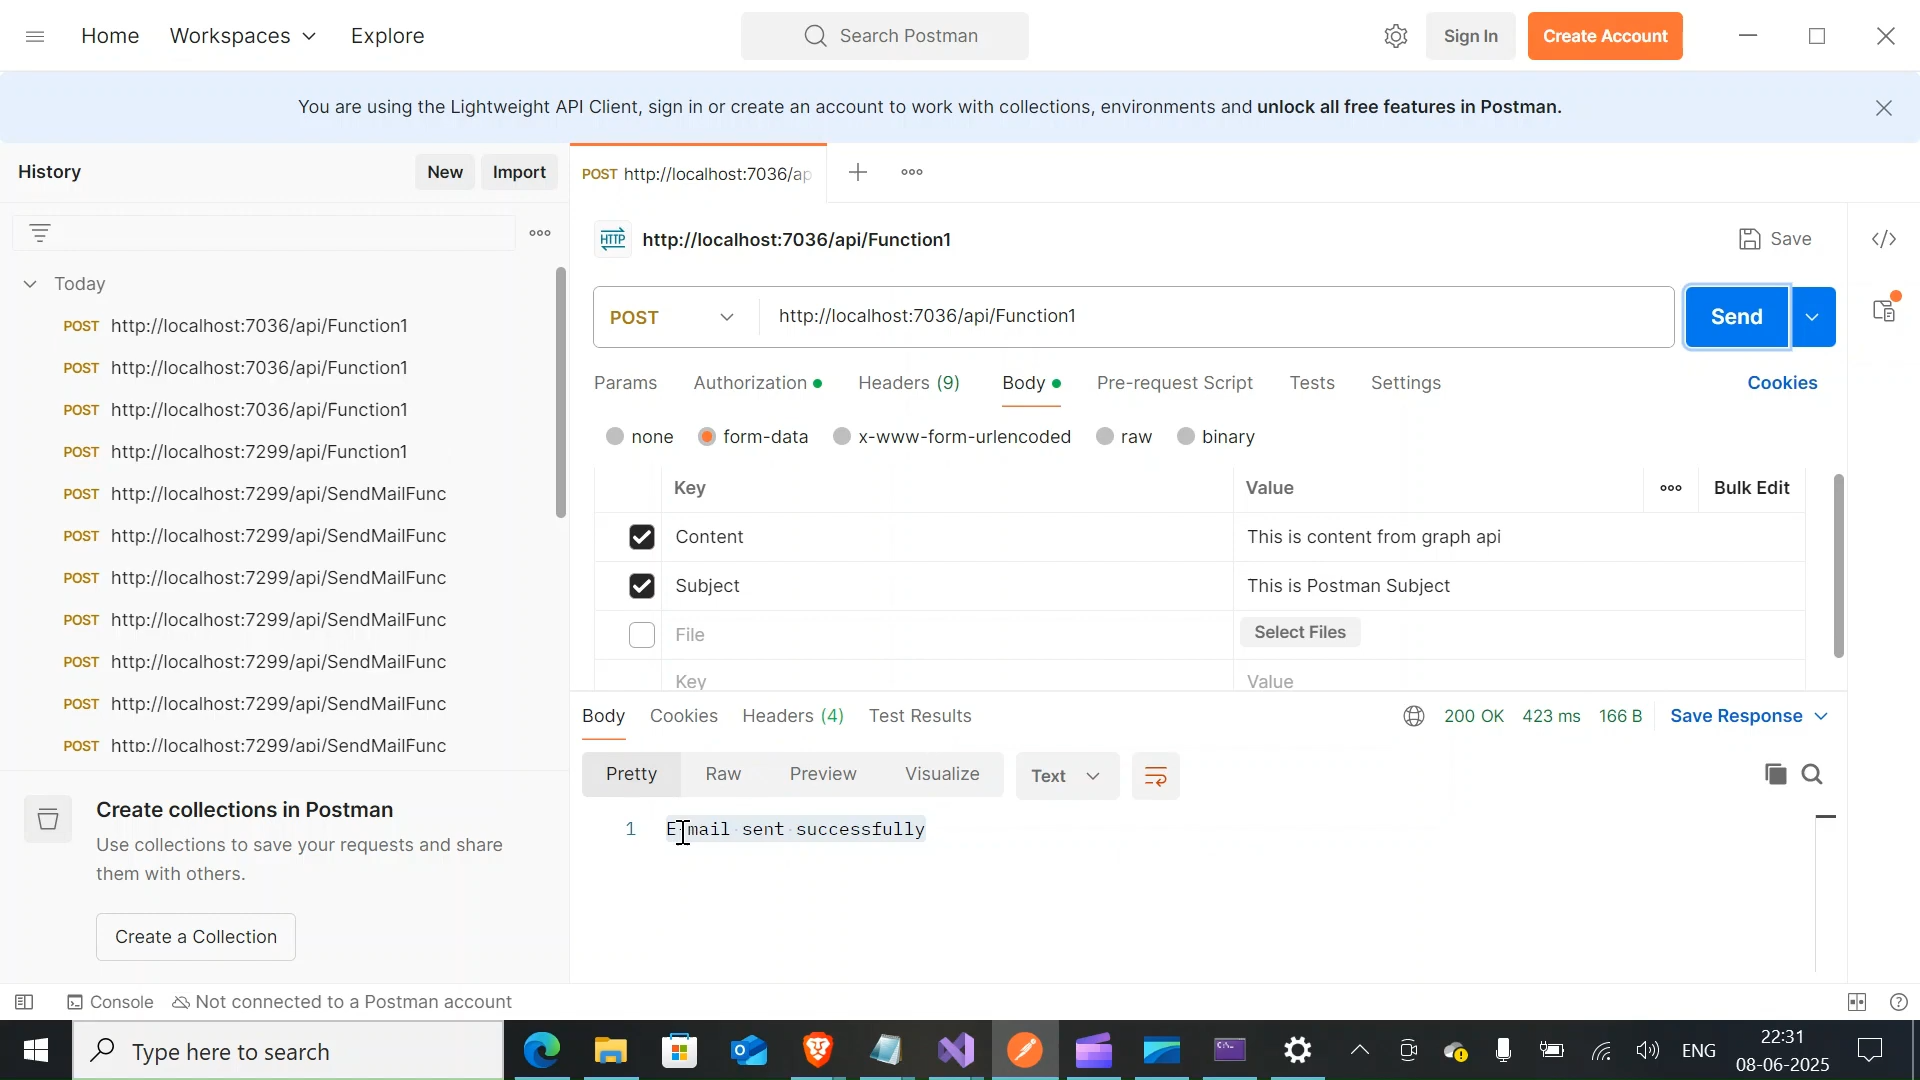 Home Workspaces Explore Search Postman Sign In Create Account
You are using the Lightweight API Client, sign in or create an account to work with collections, environments and unlock all free features in Postman.
History New Import
POST http://localhost:7036/ap
HTTP http://localhost:7036/api/Function1 Save
Today
POST http://localhost:7036/api/Function1
POST http://localhost:7036/api/Function1
POST http://localhost:7036/api/Function1
POST http://localhost:7299/api/Function1
POST http://localhost:7299/api/SendMailFunc
POST http://localhost:7299/api/SendMailFunc
POST http://localhost:7299/api/SendMailFunc
POST http://localhost:7299/api/SendMailFunc
POST http://localhost:7299/api/SendMailFunc
POST http://localhost:7299/api/SendMailFunc
POST http://localhost:7299/api/SendMailFunc
Create collections in Postman
Use collections to save your requests and share
them with others.
Create a Collection
POST http://localhost:7036/api/Function1 Send
Params Authorization Headers (9) Body Pre-request Script Tests Settings Cookies
none form-data x-www-form-urlencoded raw binary
Key Value Bulk Edit
Content This is content from graph api
Subject This is Postman Subject
File Select Files
Key Value
Body Cookies Headers (4) Test Results 200 OK 423 ms 166 B Save Response
Pretty Raw Preview Visualize Text
1 Email sent successfully
Console Not connected to a Postman account
Type here to search
ENG
22:31
08-06-2025